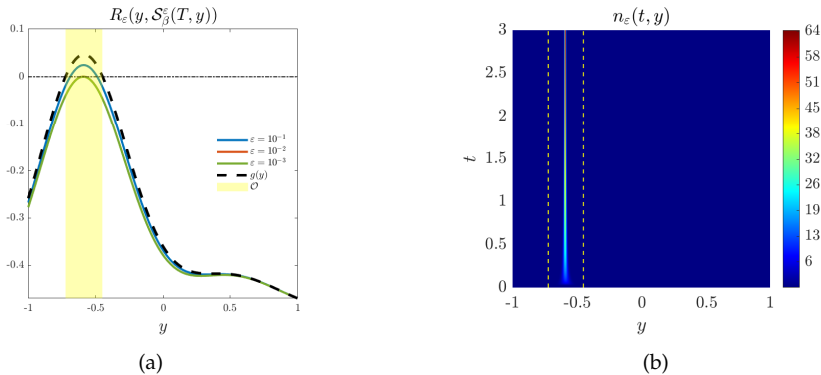 R_ε(y, S^ε_β̄(T, y))
0.1
0
0.1
-0.2
-0.3
-0.4
-1 -0.5 0 0.5 1
y
ε = 10⁻¹
ε = 10⁻²
ε = 10⁻³
g(y)
O
(a)
n_ε(t, y)
3
2.5
2
1.5
1
0.5
0
t
-1 -0.5 0 0.5 1
y
64
58
52
45
39
32
26
19
13
6
(b)